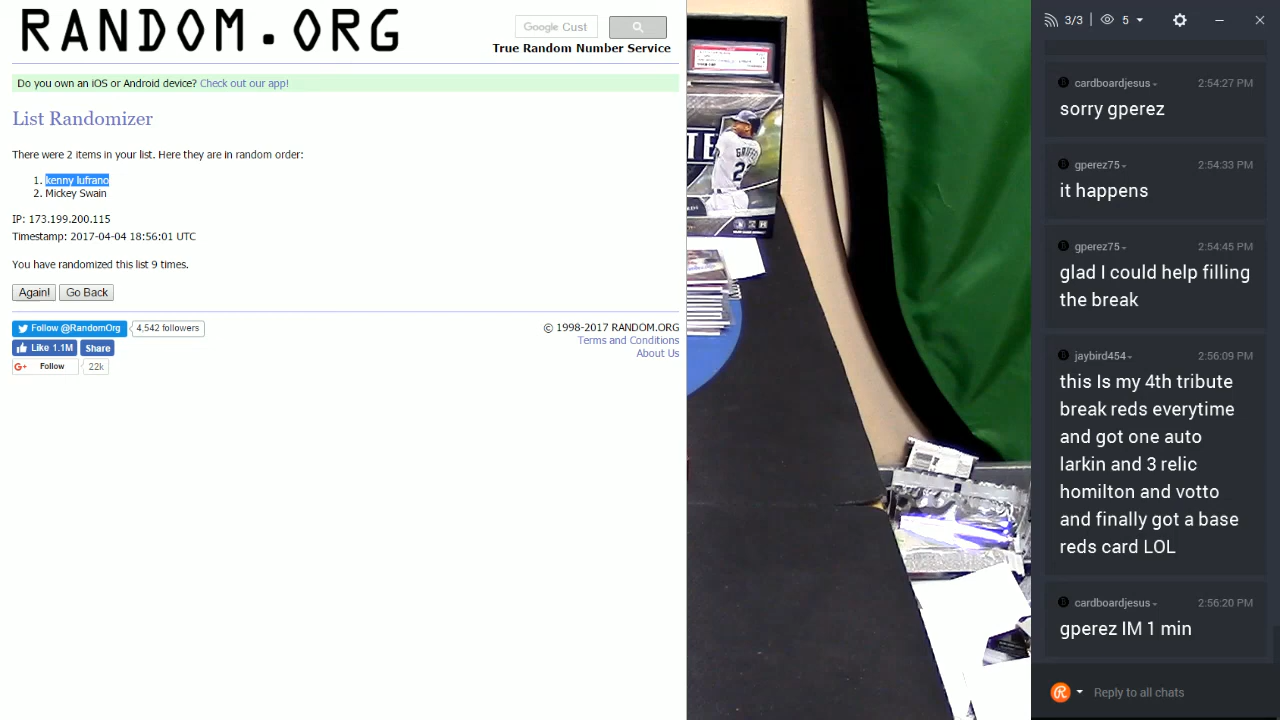 RANDOM.ORG
Google Cust
True Random Number Service
Do you own an iOS or Android device? Check out our app!
List Randomizer
There were 2 items in your list. Here they are in random order:
1. kenny lufrano
2. Mickey Swain
IP: 173.199.200.115
Timestamp: 2017-04-04 18:56:01 UTC
You have randomized this list 9 times.
Again! Go Back
Follow @RandomOrg 4,542 followers
Like 1.1M Share
Follow 22k
© 1998-2017 RANDOM.ORG
Terms and Conditions
About Us
3/3 5
cardboardjesus 2:54:27 PM
sorry gperez
gperez75 2:54:33 PM
it happens
gperez75 2:54:45 PM
glad I could help filling
the break
jaybird454 2:56:09 PM
this Is my 4th tribute
break reds everytime
and got one auto
larkin and 3 relic
homilton and votto
and finally got a base
reds card LOL
cardboardjesus 2:56:20 PM
gperez IM 1 min
Reply to all chats